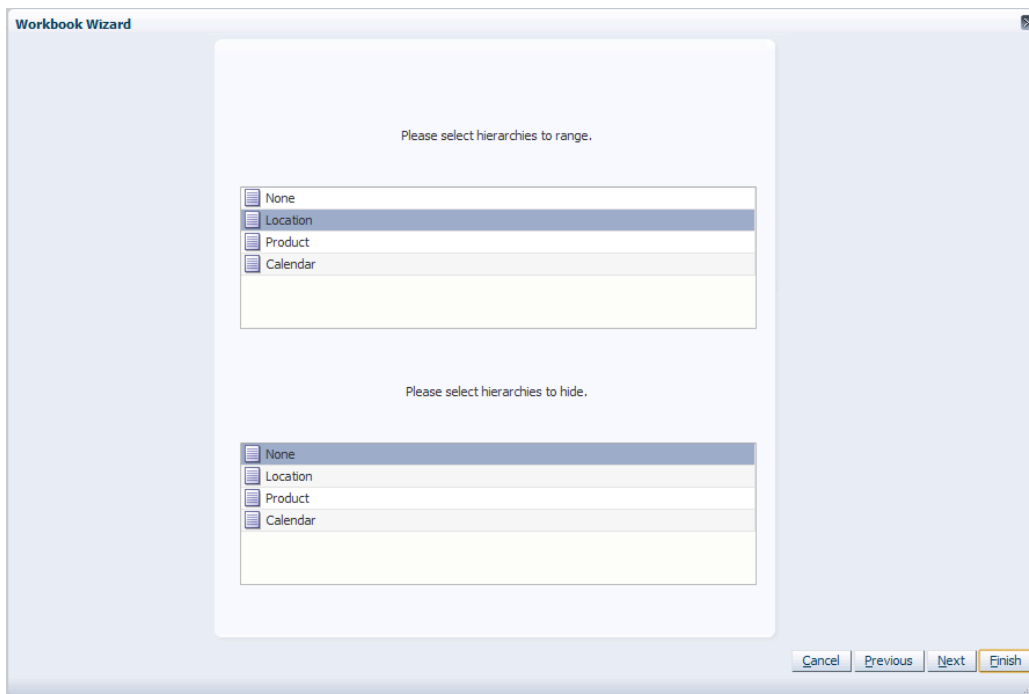 Workbook Wizard
Please select hierarchies to range.
None
Location
Product
Calendar
Please select hierarchies to hide.
None
Location
Product
Calendar
Cancel Previous Next Finish